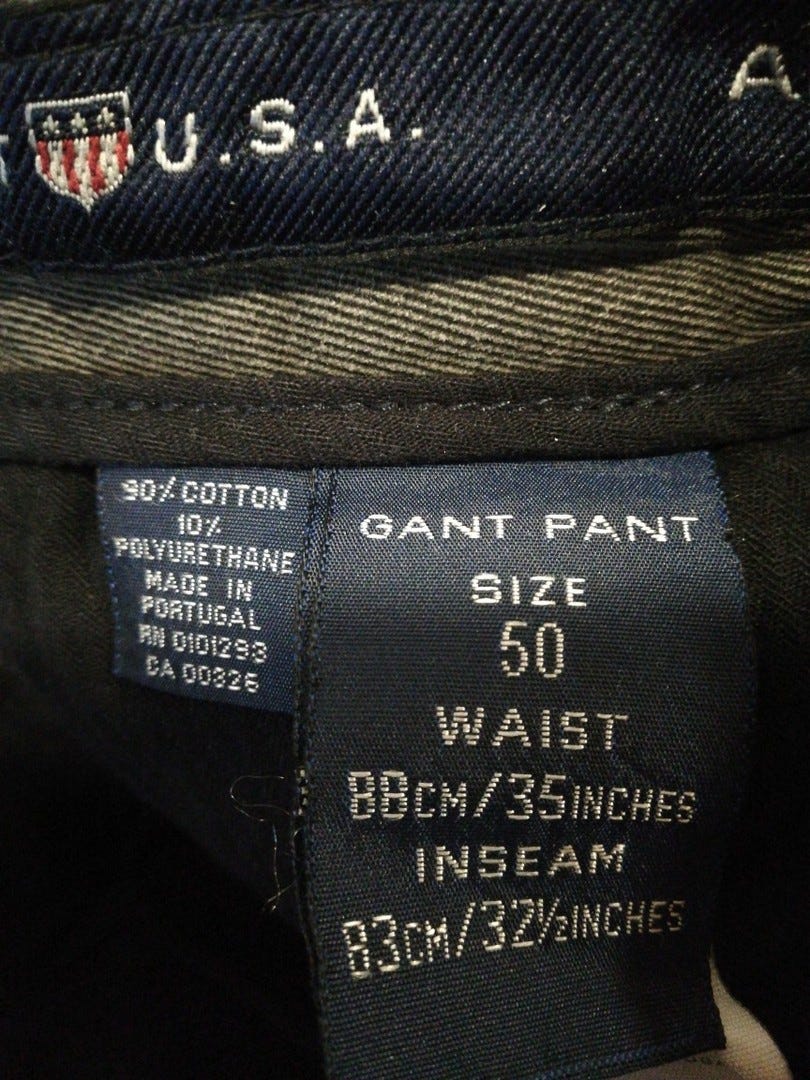 U.S.A. A
90% COTTON
10%
POLYURETHANE
MADE IN
PORTUGAL
RN 0101293
CA 00326
GANT PANT
SIZE
50
WAIST
88CM/35INCHES
INSEAM
83CM/32½INCHES